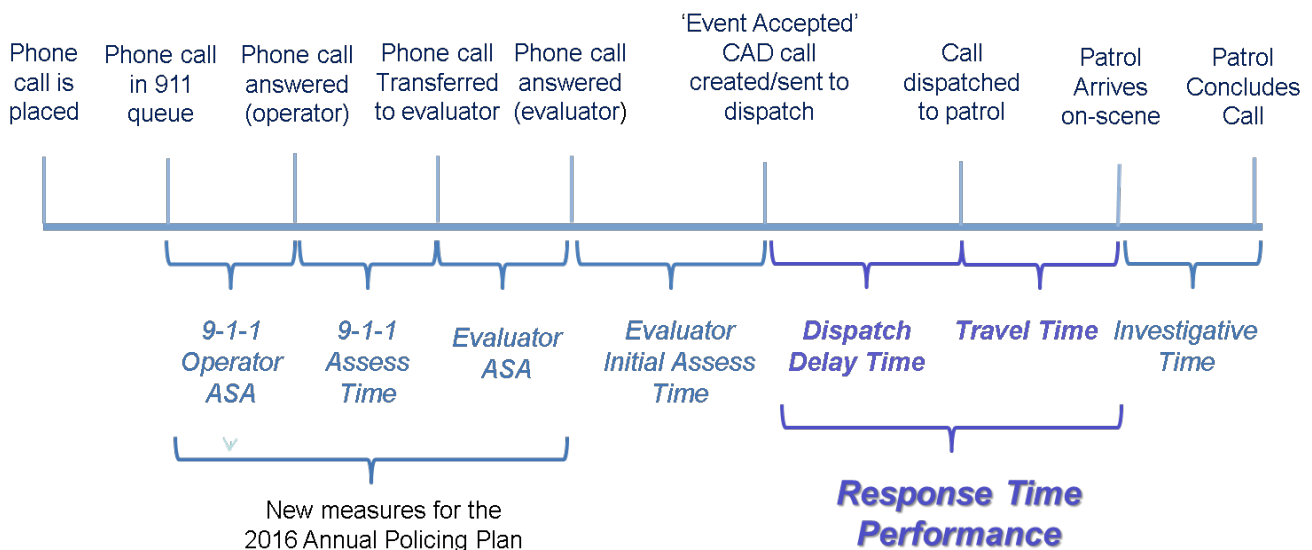 Phone
call is
placed
Phone call
in 911
queue
Phone call
answered
(operator)
Phone call
Transferred
to evaluator
Phone call
answered
(evaluator)
‘Event Accepted’
CAD call
created/sent to
dispatch
Call
dispatched
to patrol
Patrol
Arrives
on-scene
Patrol
Concludes
Call
9-1-1
Operator
ASA
9-1-1
Assess
Time
Evaluator
ASA
Evaluator
Initial Assess
Time
Dispatch
Delay Time
Travel Time
Investigative
Time
New measures for the
2016 Annual Policing Plan
Response Time
Performance